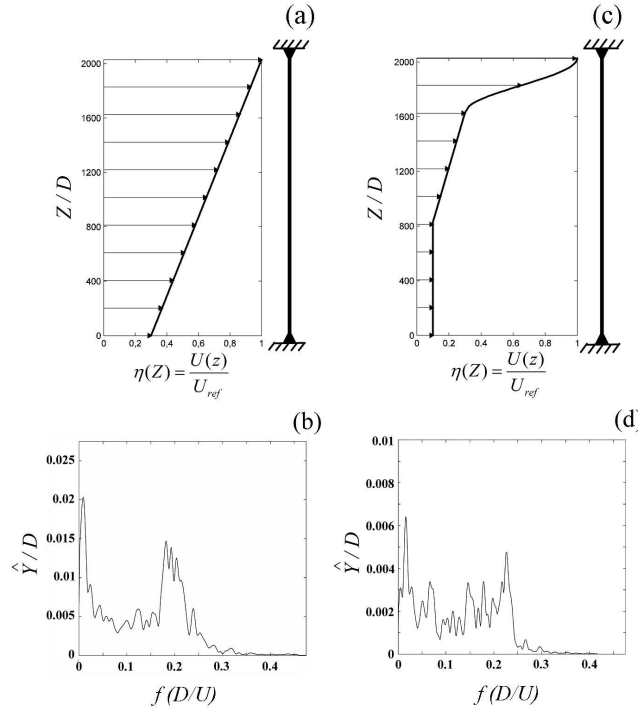 (a)
2000
1600
1200
800
400
0
Z / D
0 0,2 0,4 0,6 0,8 1
η(Z) = U(z) / U_ref
(c)
2000
1600
1200
800
400
0
Z / D
0 0.2 0.4 0.6 0.8 1
η(Z) = U(z) / U_ref
(b)
0.025
0.02
0.015
0.01
0.005
0
Ŷ / D
0 0.1 0.2 0.3 0.4
f (D/U)
(d)
0.01
0.008
0.006
0.004
0.002
0
Ŷ / D
0 0.1 0.2 0.3 0.4
f (D/U)